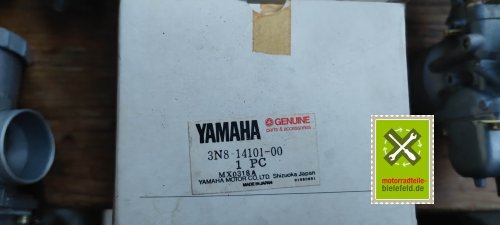 YAMAHA GENUINE
parts & accessories
3N8-14101-00
1 PC
MX0318A
YAMAHA MOTOR CO., LTD. Shizuoka Japan
MADE IN JAPAN
motorradteile-
bielefeld.de